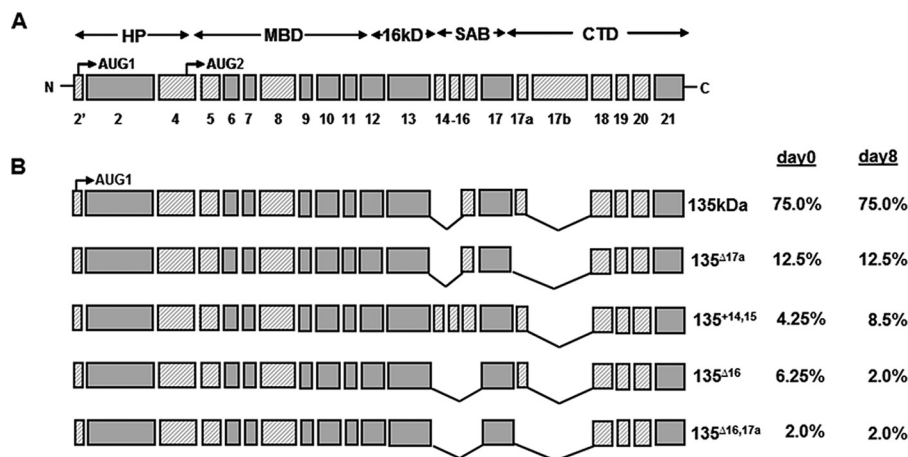 A
HP MBD 16kD SAB CTD
AUG1 AUG2
N C
2' 2 4 5 6 7 8 9 10 11 12 13 14-16 17 17a 17b 18 19 20 21
day0 day8
B
AUG1
135kDa 75.0% 75.0%
135Δ17a 12.5% 12.5%
135+14,15 4.25% 8.5%
135Δ16 6.25% 2.0%
135Δ16,17a 2.0% 2.0%